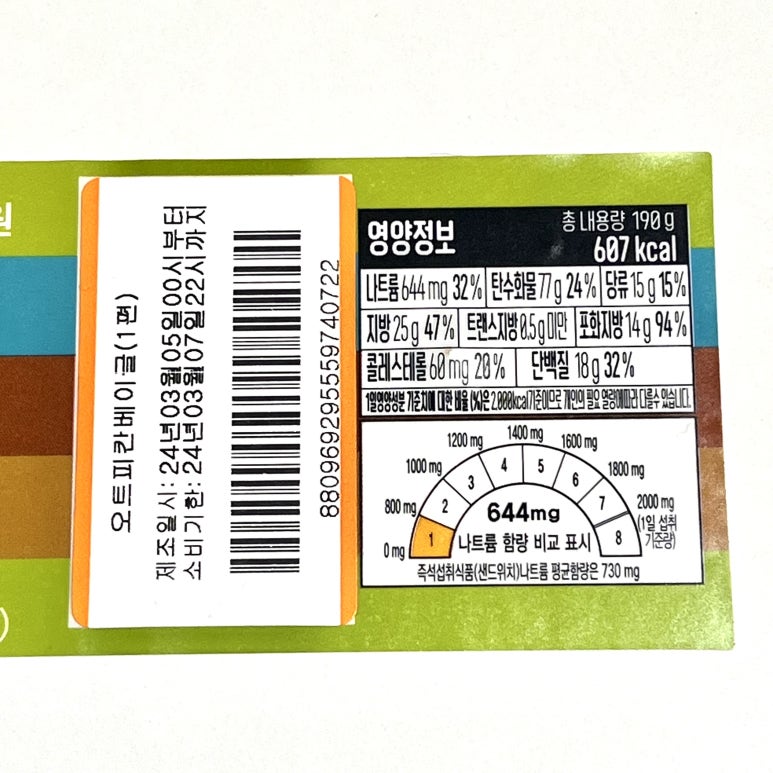 원
오트피칸베이글(1편)
제조일시: 24년03월05일00시 부터
소비기한: 24년03월07일22시 까지
8809692955597 40722
영양정보
총 내용량 190 g
607 kcal
나트륨 644 mg 32% 탄수화물 77 g 24% 당류 15 g 15%
지방 25 g 47% 트랜스지방 0.5 g 미만 포화지방 14 g 94%
콜레스테롤 60 mg 20% 단백질 18 g 32%
1일영양성분 기준치에 대한 비율 (%)은 2,000kcal기준이므로 개인의 필요 열량에따라 다를수 있습니다.
0 mg 800 mg 1000 mg 1200 mg 1400 mg 1600 mg 1800 mg 2000 mg
(1일 섭취
기준량)
1 2 3 4 5 6 7 8
644mg
나트륨 함량 비교 표시
즉석섭취식품(샌드위치)나트륨 평균함량은 730 mg
)